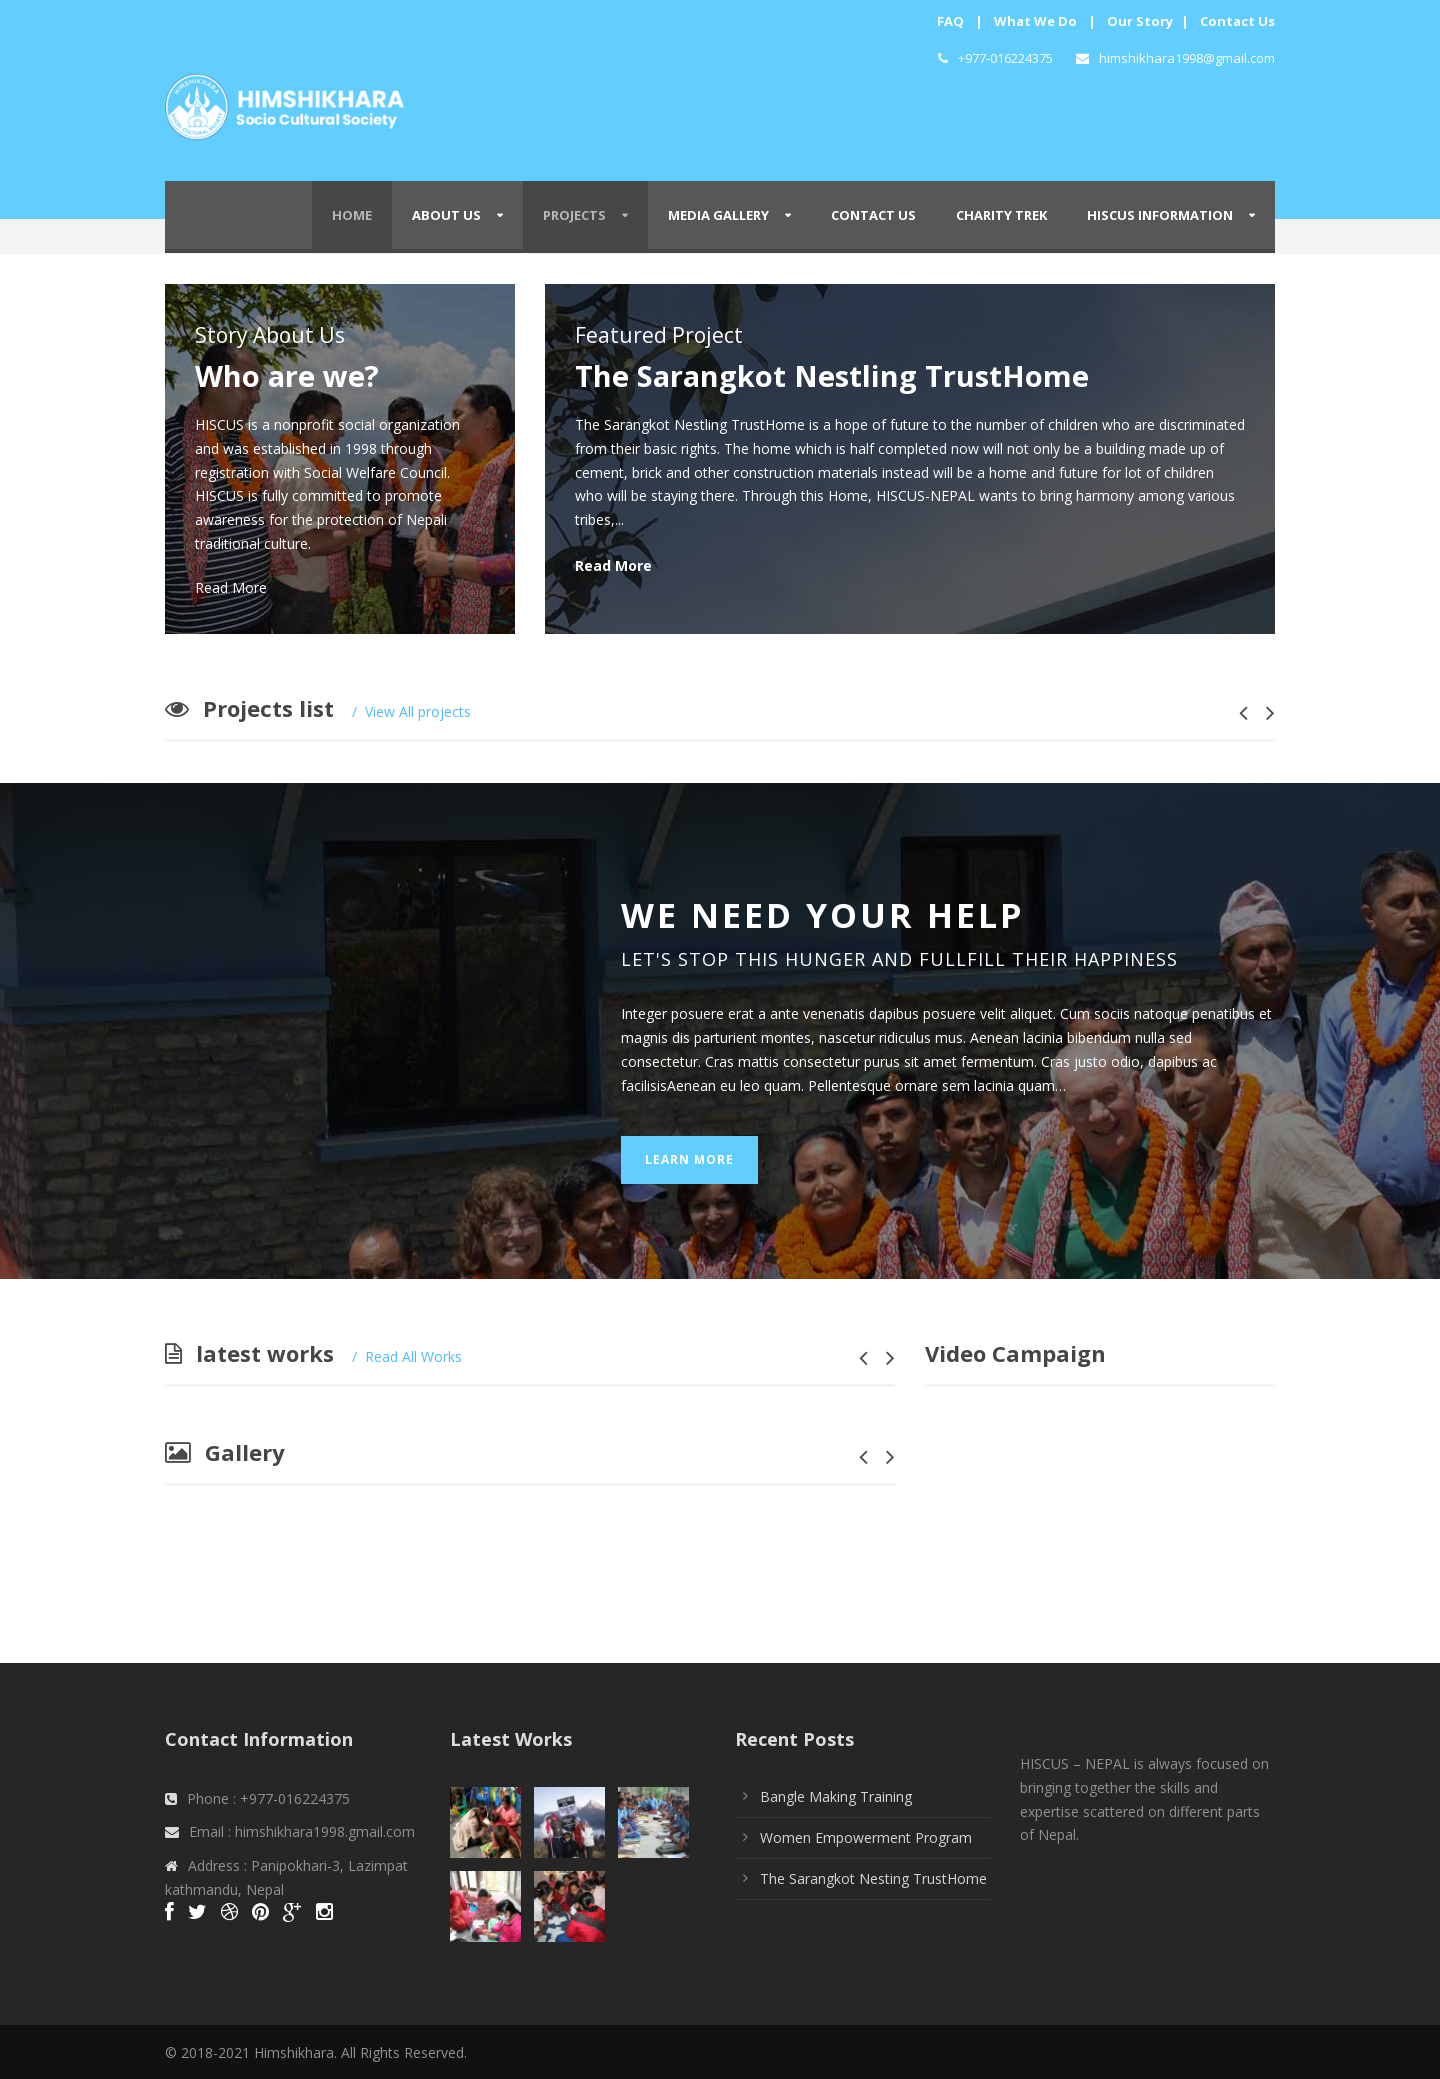 FAQ | What We Do | Our Story | Contact Us
+977-016224375 himshikhara1998@gmail.com
HIMSHIKHARA
Socio Cultural Society
HOME ABOUT US PROJECTS MEDIA GALLERY CONTACT US CHARITY TREK HISCUS INFORMATION
Story About Us
Who are we?
HISCUS is a nonprofit social organization
and was established in 1998 through
registration with Social Welfare Council.
HISCUS is fully committed to promote
awareness for the protection of Nepali
traditional culture.
Read More
Featured Project
The Sarangkot Nestling TrustHome
The Sarangkot Nestling TrustHome is a hope of future to the number of children who are discriminated
from their basic rights. The home which is half completed now will not only be a building made up of
cement, brick and other construction materials instead will be a home and future for lot of children
who will be staying there. Through this Home, HISCUS-NEPAL wants to bring harmony among various
tribes,...
Read More
Projects list / View All projects
WE NEED YOUR HELP
LET'S STOP THIS HUNGER AND FULLFILL THEIR HAPPINESS
Integer posuere erat a ante venenatis dapibus posuere velit aliquet. Cum sociis natoque penatibus et
magnis dis parturient montes, nascetur ridiculus mus. Aenean lacinia bibendum nulla sed
consectetur. Cras mattis consectetur purus sit amet fermentum. Cras justo odio, dapibus ac
facilisisAenean eu leo quam. Pellentesque ornare sem lacinia quam…
LEARN MORE
latest works / Read All Works
Video Campaign
Gallery
Contact Information
Phone : +977-016224375
Email : himshikhara1998.gmail.com
Address : Panipokhari-3, Lazimpat
kathmandu, Nepal
Latest Works
Recent Posts
Bangle Making Training
Women Empowerment Program
The Sarangkot Nesting TrustHome
HISCUS – NEPAL is always focused on
bringing together the skills and
expertise scattered on different parts
of Nepal.
© 2018-2021 Himshikhara. All Rights Reserved.